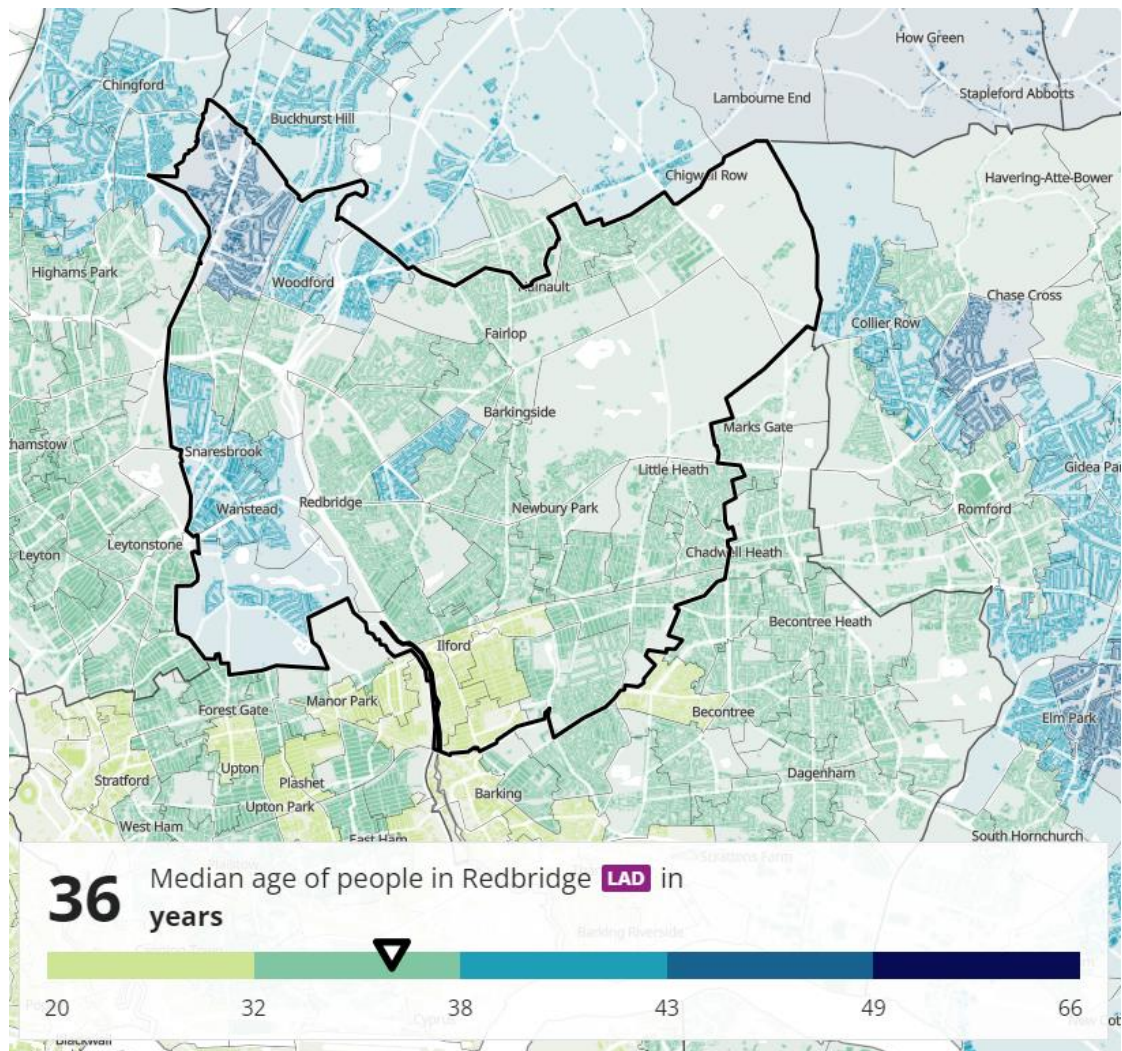 How Green
Chingford
Stapleford Abbotts
Lambourne End
Buckhurst Hill
Chigwell Row
Havering-Atte-Bower
Highams Park
Woodford
Hainault
Chase Cross
Collier Row
Fairlop
Barkingside
Marks Gate
hamstow
Snaresbrook
Little Heath
Gidea Par
Redbridge
Wanstead
Newbury Park
Romford
Leyton
Leytonstone
Chadwell Heath
Becontree Heath
Ilford
Manor Park
Forest Gate
Becontree
Elm Park
Upton
Stratford
Plashet
Dagenham
Barking
Upton Park
West Ham
East Ham
South Hornchurch
36 Median age of people in Redbridge LAD in
years
Barking Riverside
20 32 38 43 49 66
Cyprus
Blackwall